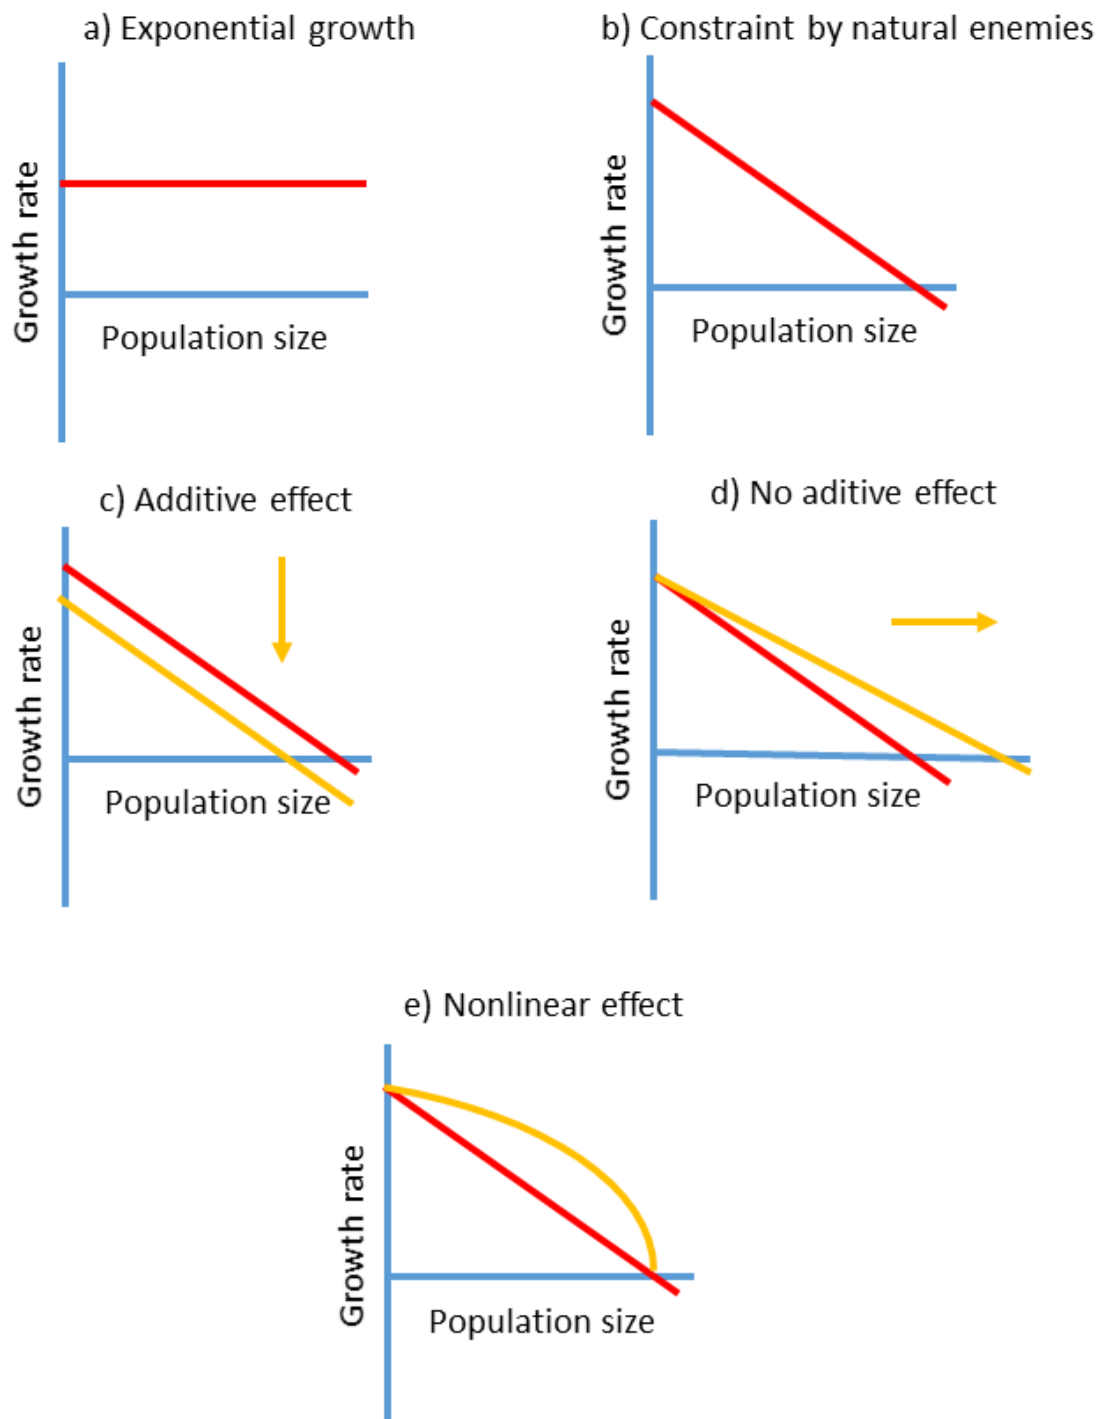 a) Exponential growth
b) Constraint by natural enemies
Growth rate
Population size
Growth rate
Population size
c) Additive effect
d) No aditive effect
Growth rate
Population size
Growth rate
Population size
e) Nonlinear effect
Growth rate
Population size